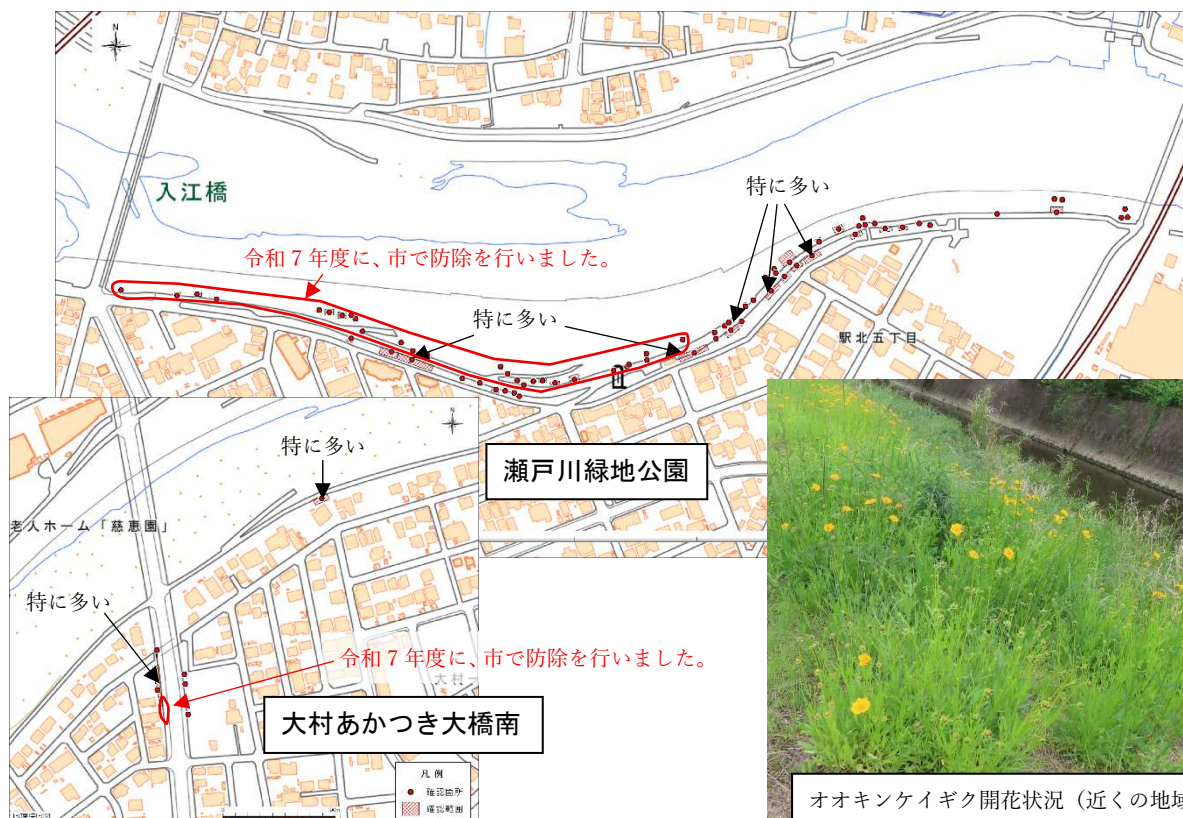 N
特に多い
入江橋
令和7年度に、市で防除を行いました。
特に多い
駅北五丁目
瀬戸川緑地公園
N
特に多い
老人ホーム「慈恵園」
特に多い
令和7年度に、市で防除を行いました。
大村一
大村あかつき大橋南
凡例
確認箇所
確認範囲
オオキンケイギク開花状況（近くの地域